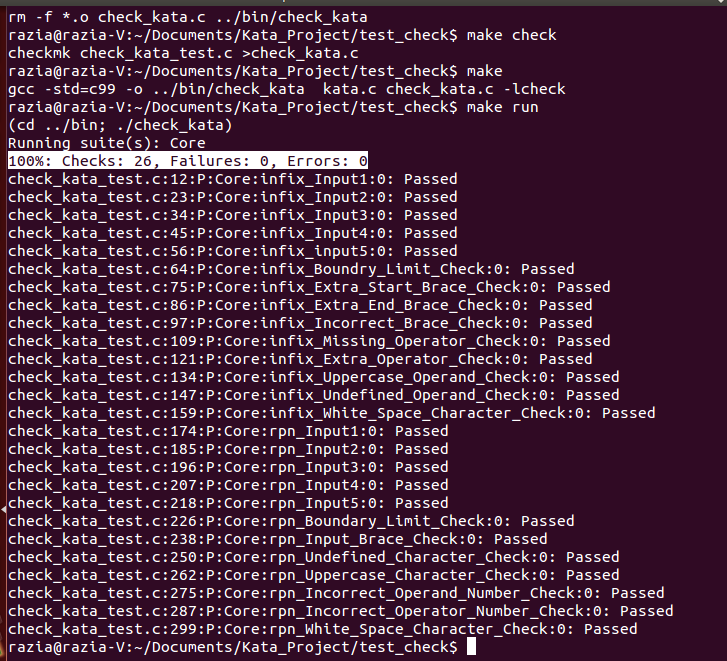 rm -f *.o check_kata.c ../bin/check_kata
razia@razia-V:~/Documents/Kata_Project/test_check$ make check
checkmk check_kata_test.c >check_kata.c
razia@razia-V:~/Documents/Kata_Project/test_check$ make
gcc -std=c99 -o ../bin/check_kata  kata.c check_kata.c -lcheck
razia@razia-V:~/Documents/Kata_Project/test_check$ make run
(cd ../bin; ./check_kata)
Running suite(s): Core
100%: Checks: 26, Failures: 0, Errors: 0
check_kata_test.c:12:P:Core:infix_Input1:0: Passed
check_kata_test.c:23:P:Core:infix_Input2:0: Passed
check_kata_test.c:34:P:Core:infix_Input3:0: Passed
check_kata_test.c:45:P:Core:infix_Input4:0: Passed
check_kata_test.c:56:P:Core:infix_input5:0: Passed
check_kata_test.c:64:P:Core:infix_Boundry_Limit_Check:0: Passed
check_kata_test.c:75:P:Core:infix_Extra_Start_Brace_Check:0: Passed
check_kata_test.c:86:P:Core:infix_Extra_End_Brace_Check:0: Passed
check_kata_test.c:97:P:Core:infix_Incorrect_Brace_Check:0: Passed
check_kata_test.c:109:P:Core:infix_Missing_Operator_Check:0: Passed
check_kata_test.c:121:P:Core:infix_Extra_Operator_Check:0: Passed
check_kata_test.c:134:P:Core:infix_Uppercase_Operand_Check:0: Passed
check_kata_test.c:147:P:Core:infix_Undefined_Operand_Check:0: Passed
check_kata_test.c:159:P:Core:infix_White_Space_Character_Check:0: Passed
check_kata_test.c:174:P:Core:rpn_Input1:0: Passed
check_kata_test.c:185:P:Core:rpn_Input2:0: Passed
check_kata_test.c:196:P:Core:rpn_Input3:0: Passed
check_kata_test.c:207:P:Core:rpn_Input4:0: Passed
check_kata_test.c:218:P:Core:rpn_Input5:0: Passed
check_kata_test.c:226:P:Core:rpn_Boundary_Limit_Check:0: Passed
check_kata_test.c:238:P:Core:rpn_Input_Brace_Check:0: Passed
check_kata_test.c:250:P:Core:rpn_Undefined_Character_Check:0: Passed
check_kata_test.c:262:P:Core:rpn_Uppercase_Character_Check:0: Passed
check_kata_test.c:275:P:Core:rpn_Incorrect_Operand_Number_Check:0: Passed
check_kata_test.c:287:P:Core:rpn_Incorrect_Operator_Number_Check:0: Passed
check_kata_test.c:299:P:Core:rpn_White_Space_Character_Check:0: Passed
razia@razia-V:~/Documents/Kata_Project/test_check$